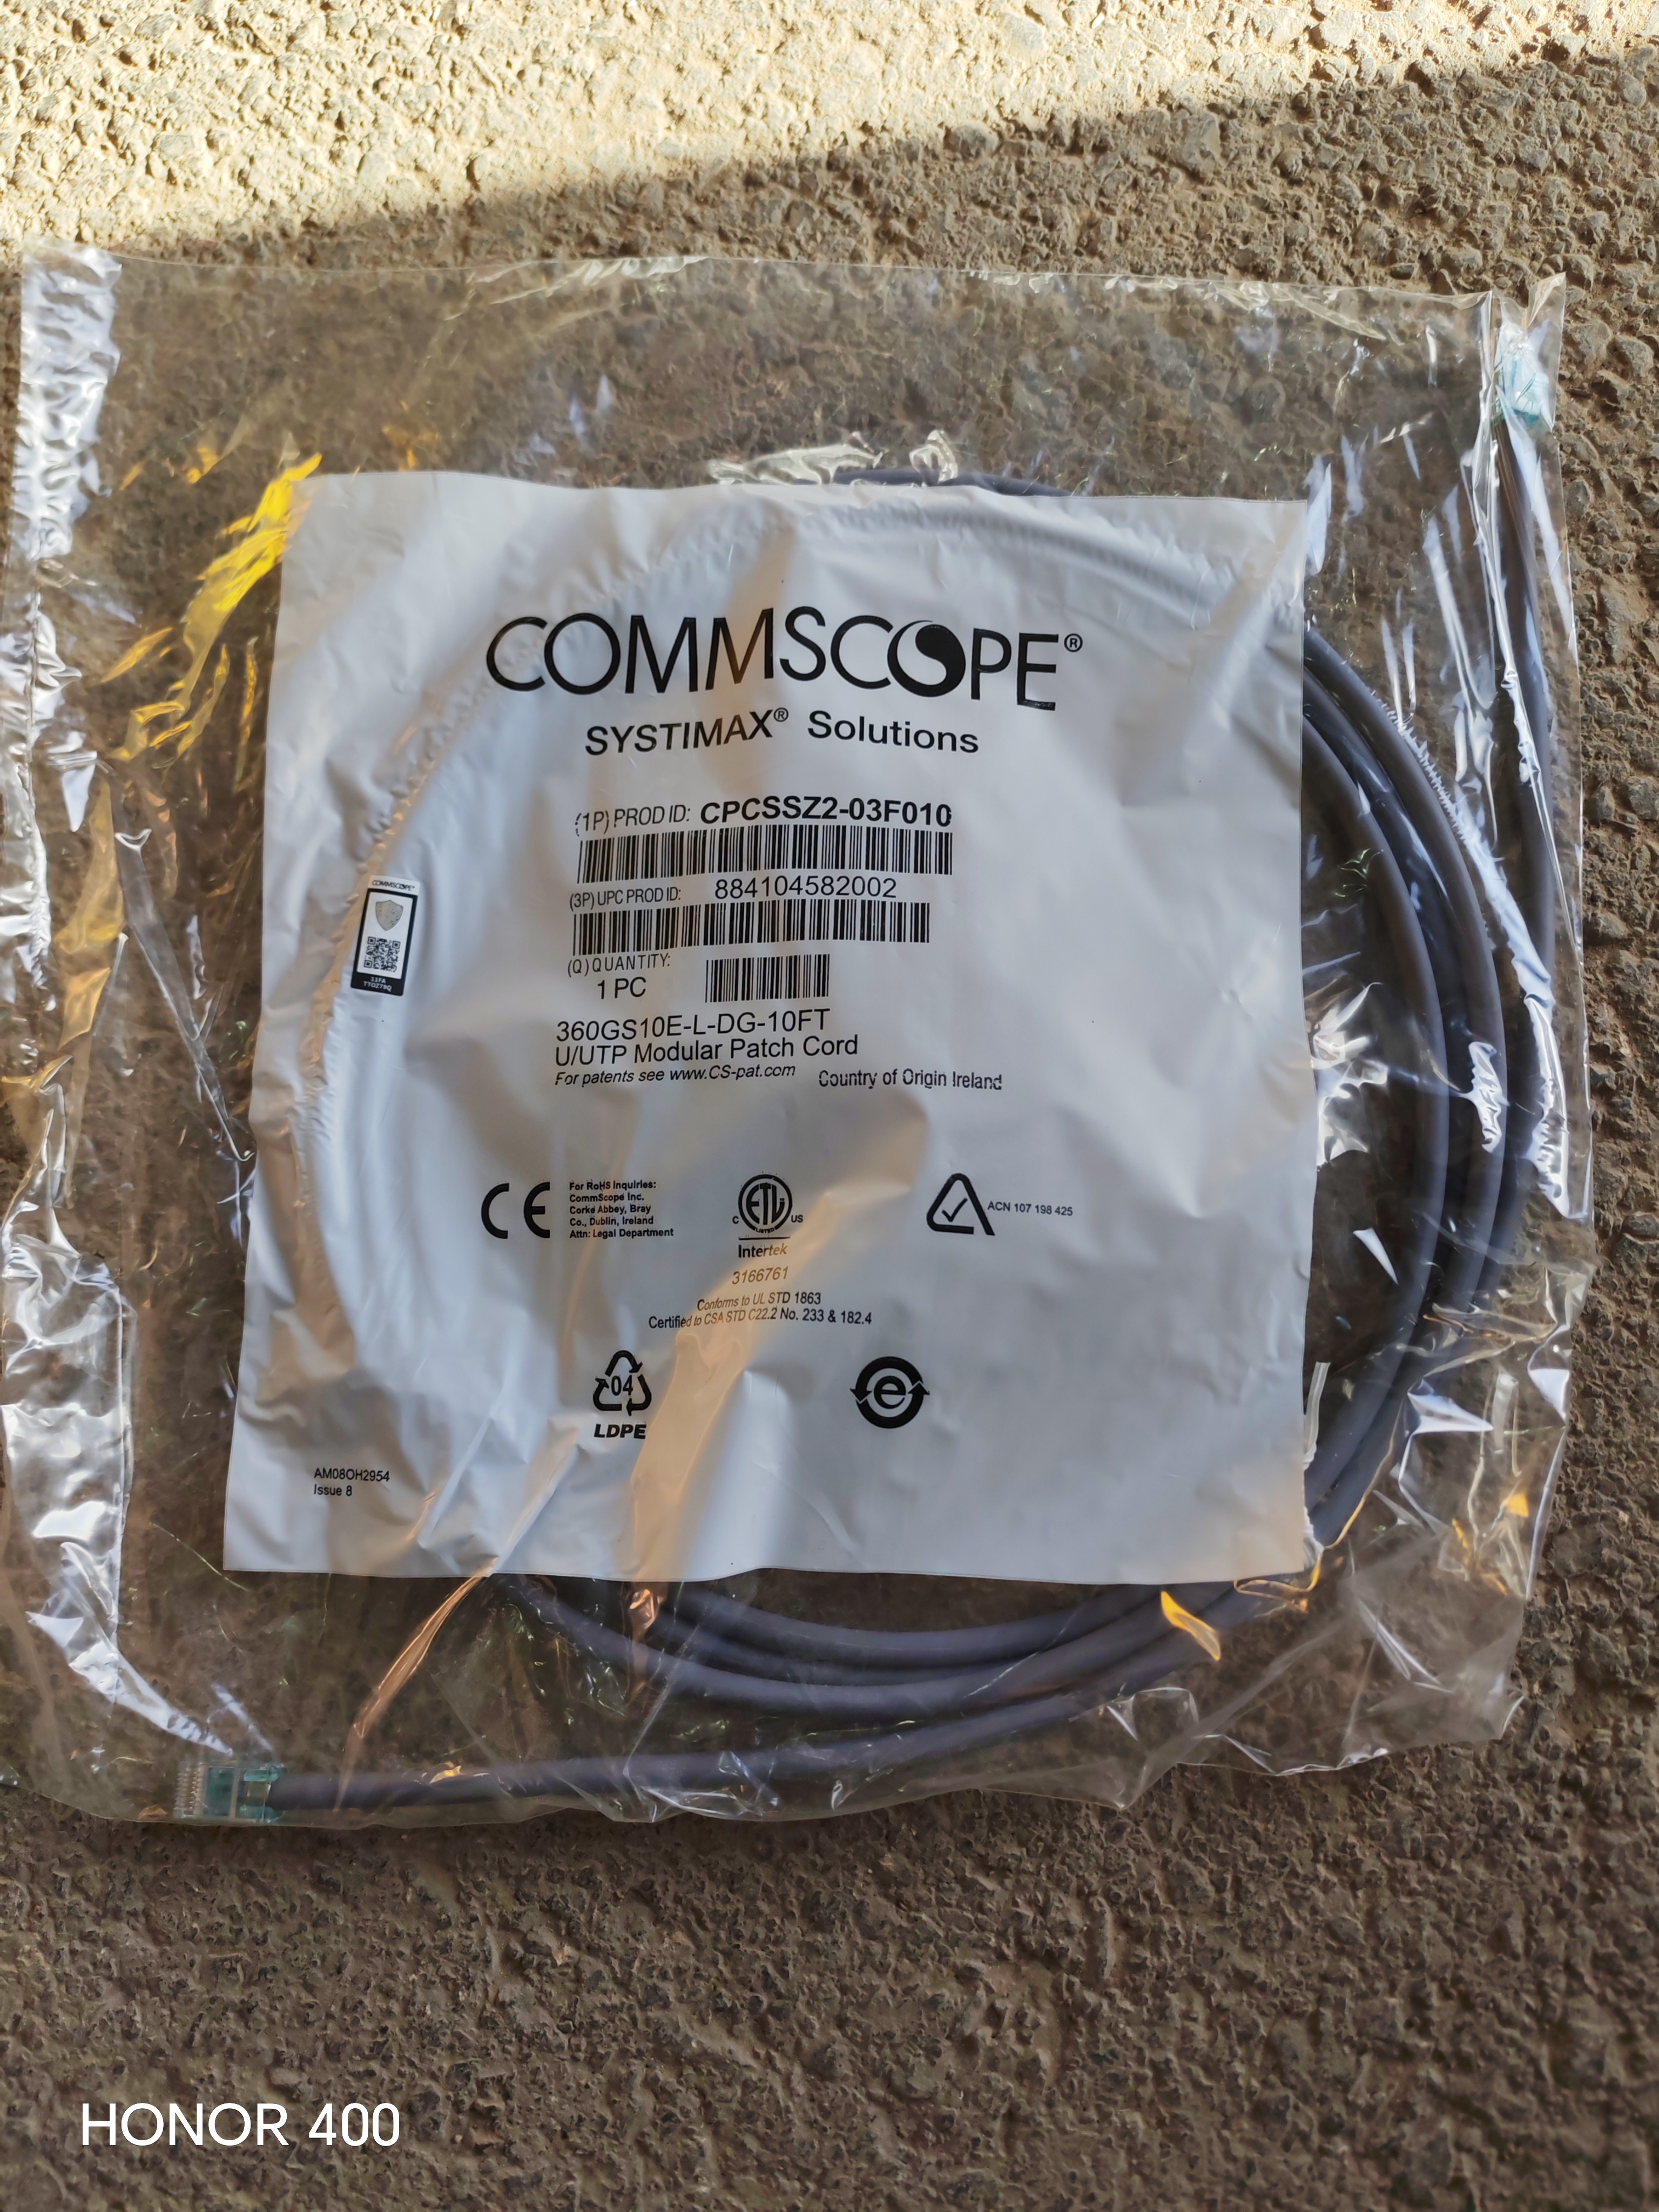 COMMSCOPE®
SYSTIMAX® Solutions
(1P) PROD ID: CPCSSZ2-03F010
(3P) UPC PROD ID: 884104582002
(Q) QUANTITY:
1 PC
360GS10E-L-DG-10FT
U/UTP Modular Patch Cord
For patents see www.CS-pat.com Country of Origin Ireland
COMMSCOPE
CE
For RoHS Inquiries:
CommScope Inc.
Corke Abbey, Bray
Co., Dublin, Ireland
Attn: Legal Department
C ETL US
LISTED
Intertek
3166761
Conforms to UL STD 1863
Certified to CSA STD C22.2 No. 233 & 182.4
ACN 107 198 425
04
LDPE
e
AM08OH2954
Issue 8
HONOR 400